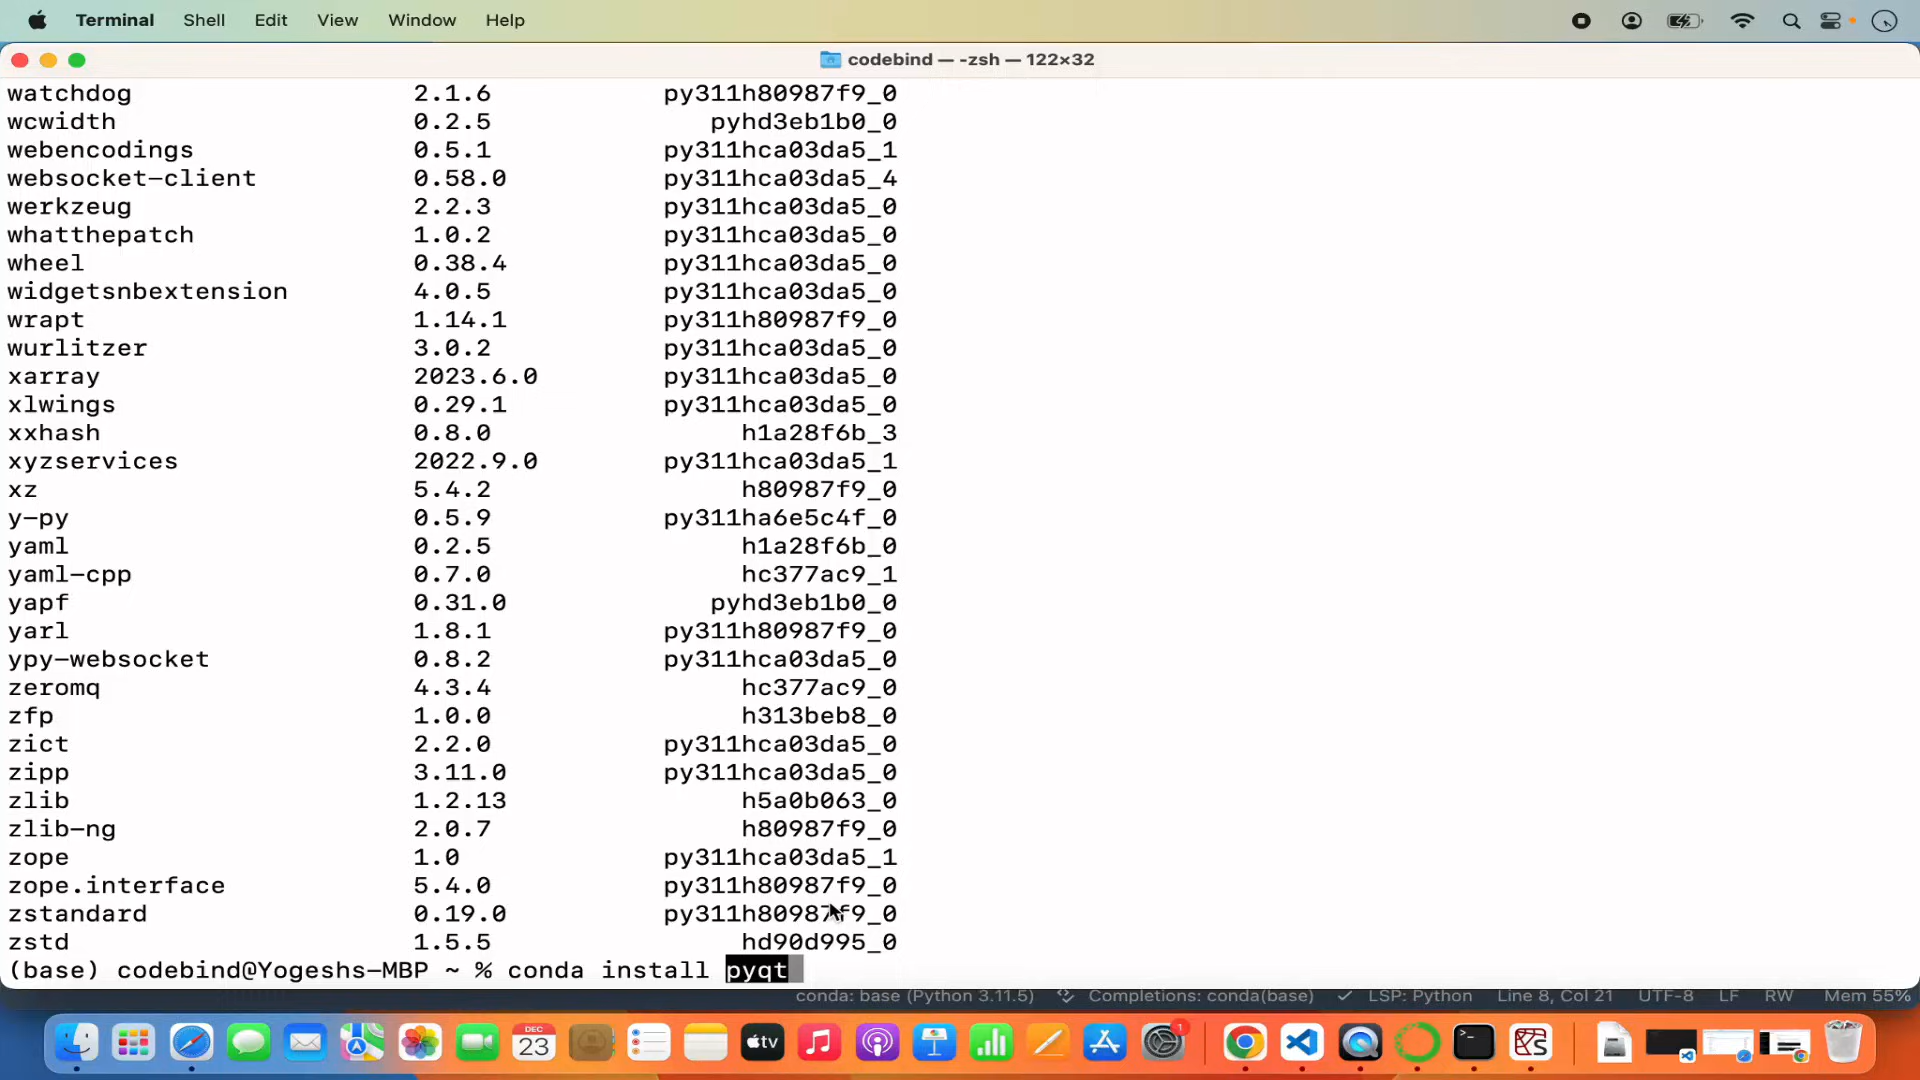 Terminal Shell Edit View Window Help
codebind — -zsh — 122×32
watchdog 2.1.6 py311h80987f9_0
wcwidth 0.2.5 pyhd3eb1b0_0
webencodings 0.5.1 py311hca03da5_1
websocket-client 0.58.0 py311hca03da5_4
werkzeug 2.2.3 py311hca03da5_0
whatthepatch 1.0.2 py311hca03da5_0
wheel 0.38.4 py311hca03da5_0
widgetsnbextension 4.0.5 py311hca03da5_0
wrapt 1.14.1 py311h80987f9_0
wurlitzer 3.0.2 py311hca03da5_0
xarray 2023.6.0 py311hca03da5_0
xlwings 0.29.1 py311hca03da5_0
xxhash 0.8.0 h1a28f6b_3
xyzservices 2022.9.0 py311hca03da5_1
xz 5.4.2 h80987f9_0
y-py 0.5.9 py311ha6e5c4f_0
yaml 0.2.5 h1a28f6b_0
yaml-cpp 0.7.0 hc377ac9_1
yapf 0.31.0 pyhd3eb1b0_0
yarl 1.8.1 py311h80987f9_0
ypy-websocket 0.8.2 py311hca03da5_0
zeromq 4.3.4 hc377ac9_0
zfp 1.0.0 h313beb8_0
zict 2.2.0 py311hca03da5_0
zipp 3.11.0 py311hca03da5_0
zlib 1.2.13 h5a0b063_0
zlib-ng 2.0.7 h80987f9_0
zope 1.0 py311hca03da5_1
zope.interface 5.4.0 py311h80987f9_0
zstandard 0.19.0 py311h80987f9_0
zstd 1.5.5 hd90d995_0
(base) codebind@Yogeshs-MBP ~ % conda install pyqt
conda: base (Python 3.11.5) Completions: conda(base) ✓ LSP: Python Line 8, Col 21 UTF-8 LF RW Mem 55%
DEC
23
tv
1